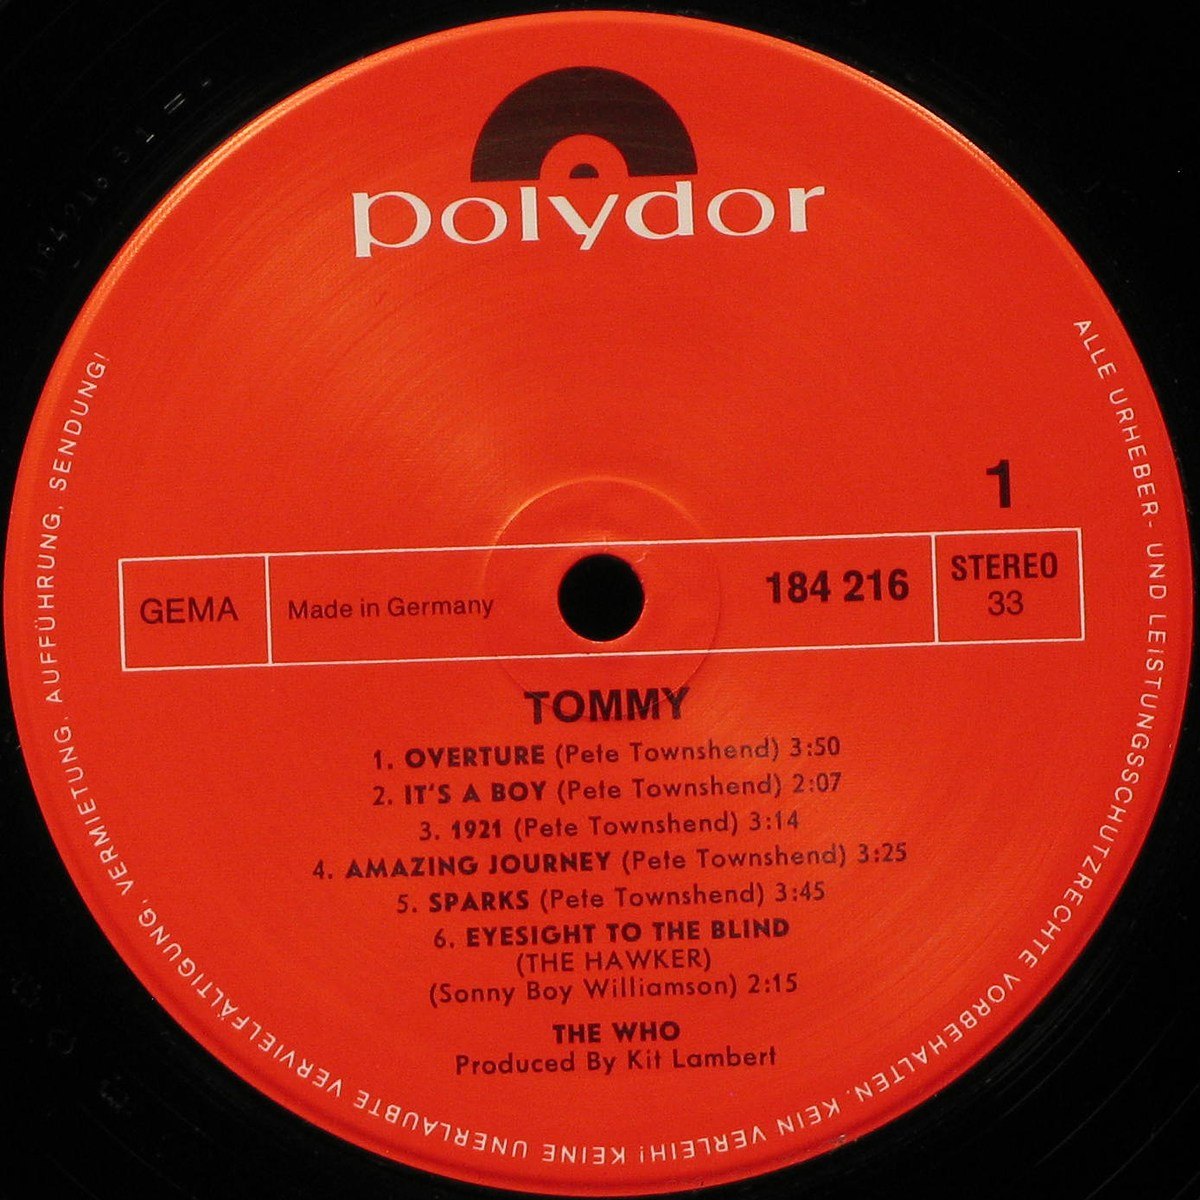 polydor
1
GEMA
Made in Germany
184 216
STEREO
33
TOMMY
1. OVERTURE (Pete Townshend) 3:50
2. IT'S A BOY (Pete Townshend) 2:07
3. 1921 (Pete Townshend) 3:14
4. AMAZING JOURNEY (Pete Townshend) 3:25
5. SPARKS (Pete Townshend) 3:45
6. EYESIGHT TO THE BLIND
(THE HAWKER)
(Sonny Boy Williamson) 2:15
THE WHO
Produced By Kit Lambert
ALLE URHEBER- UND LEISTUNGSSCHUTZRECHTE VORBEHALTEN. KEIN VERLEIH! KEINE UNERLAUBTE VERVIELFÄLTIGUNG, VERMIETUNG, AUFFÜHRUNG, SENDUNG!